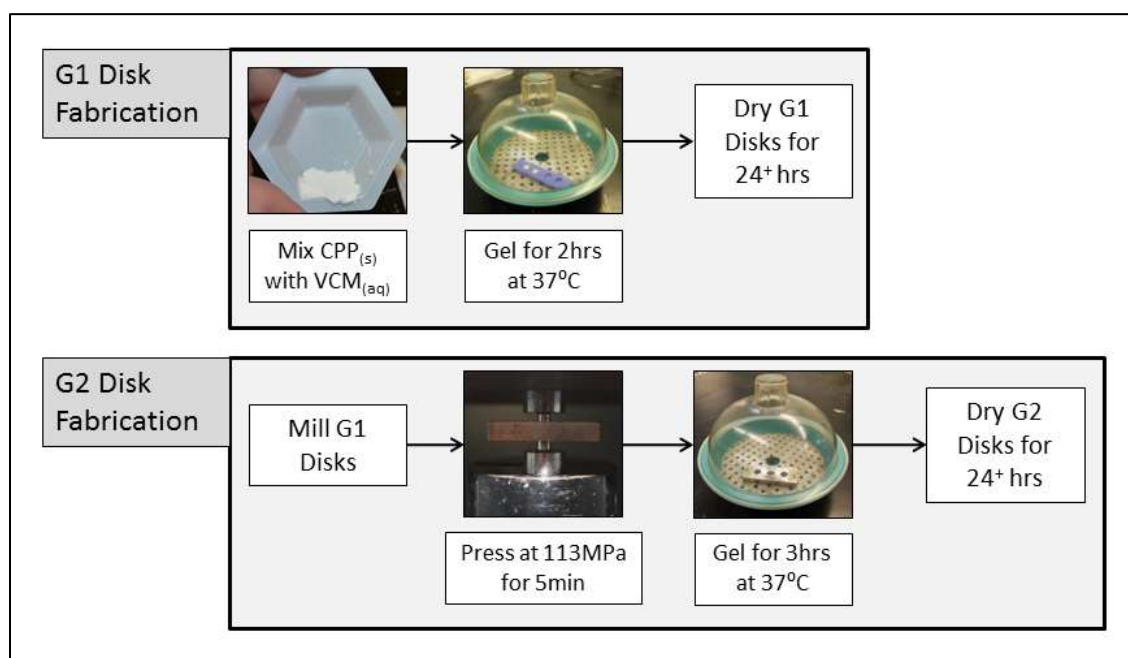 G1 Disk
Fabrication
Mix CPP(s)
with VCM(aq)
Gel for 2hrs
at 37⁰C
Dry G1
Disks for
24⁺ hrs
G2 Disk
Fabrication
Mill G1
Disks
Press at 113MPa
for 5min
Gel for 3hrs
at 37⁰C
Dry G2
Disks for
24⁺ hrs